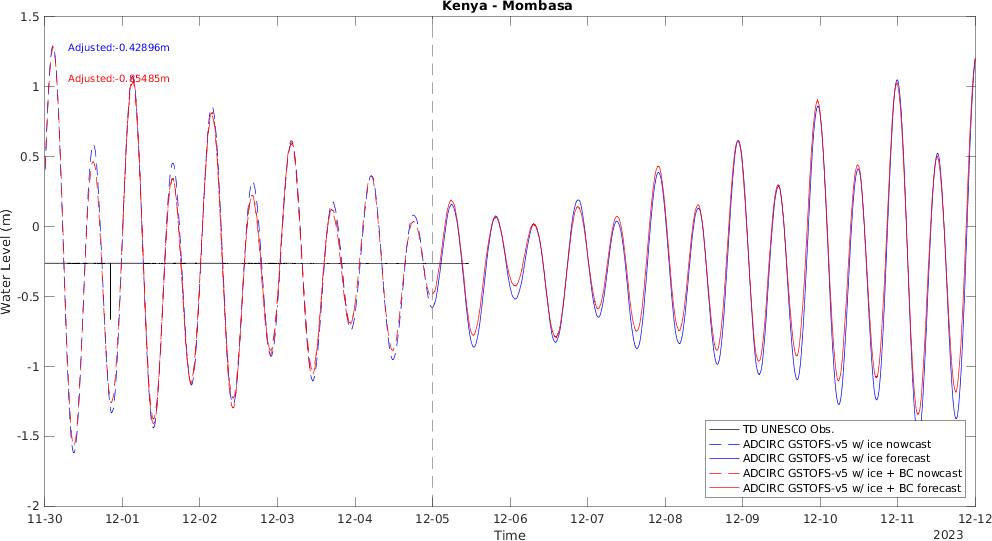 Kenya - Mombasa
Adjusted:-0.42896m
Adjusted:-0.85485m
Water Level (m)
1.5
1
0.5
0
-0.5
-1
-1.5
-2
11-30
12-01
12-02
12-03
12-04
12-05
12-06
12-07
12-08
12-09
12-10
12-11
12-12
Time
2023
TD UNESCO Obs.
ADCIRC GSTOFS-v5 w/ ice nowcast
ADCIRC GSTOFS-v5 w/ ice forecast
ADCIRC GSTOFS-v5 w/ ice + BC nowcast
ADCIRC GSTOFS-v5 w/ ice + BC forecast